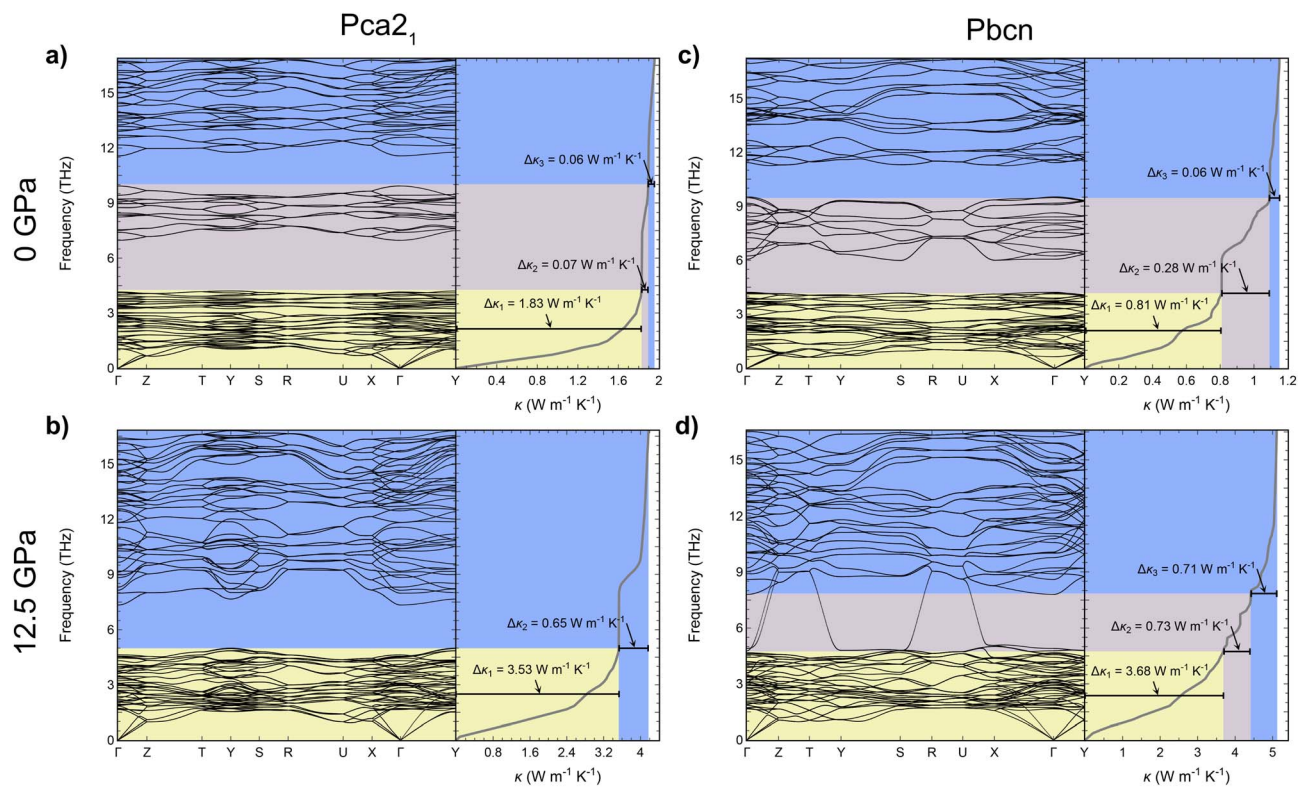 Pca2₁
Pbcn
0 GPa
12.5 GPa
a)
Frequency (THz)
15
12
9
6
3
0
Δκ₃ = 0.06 W m⁻¹ K⁻¹
Δκ₂ = 0.07 W m⁻¹ K⁻¹
Δκ₁ = 1.83 W m⁻¹ K⁻¹
Γ Z T Y S R U X Γ Y
0.4 0.8 1.2 1.6 2
κ (W m⁻¹ K⁻¹)
c)
Frequency (THz)
15
12
9
6
3
0
Δκ₃ = 0.06 W m⁻¹ K⁻¹
Δκ₂ = 0.28 W m⁻¹ K⁻¹
Δκ₁ = 0.81 W m⁻¹ K⁻¹
Γ Z T Y S R U X Γ Y
0.2 0.4 0.6 0.8 1 1.2
κ (W m⁻¹ K⁻¹)
b)
Frequency (THz)
15
12
9
6
3
0
Δκ₂ = 0.65 W m⁻¹ K⁻¹
Δκ₁ = 3.53 W m⁻¹ K⁻¹
Γ Z T Y S R U X Γ Y
0.8 1.6 2.4 3.2 4
κ (W m⁻¹ K⁻¹)
d)
Frequency (THz)
15
12
9
6
3
0
Δκ₃ = 0.71 W m⁻¹ K⁻¹
Δκ₂ = 0.73 W m⁻¹ K⁻¹
Δκ₁ = 3.68 W m⁻¹ K⁻¹
Γ Z T Y S R U X Γ Y
1 2 3 4 5
κ (W m⁻¹ K⁻¹)